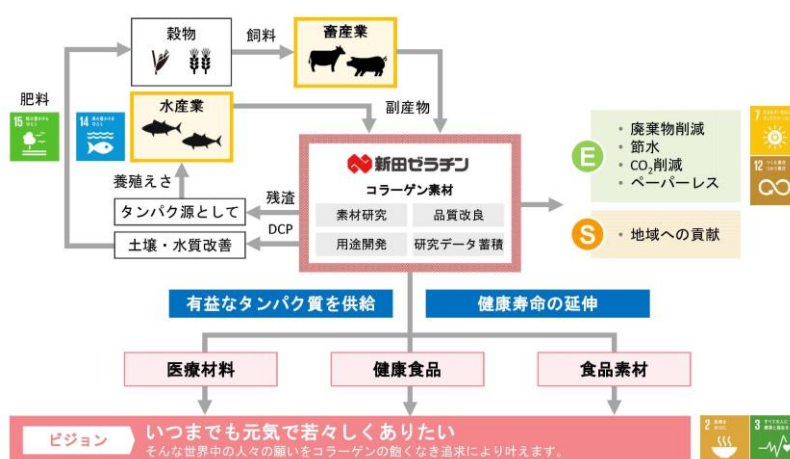 穀物
飼料
畜産業
肥料
15
14
水産業
副産物
養殖えさ
タンパク源として
残渣
土壌・水質改善
DCP
新田ゼラチン
コラーゲン素材
素材研究
品質改良
用途開発
研究データ蓄積
E
・ 廃棄物削減
・ 節水
・ CO₂削減
・ ペーパーレス
S
・ 地域への貢献
7
12
有益なタンパク質を供給
健康寿命の延伸
医療材料
健康食品
食品素材
ビジョン
いつまでも元気で若々しくありたい
そんな世界中の人々の願いをコラーゲンの飽くなき追求により叶えます。
2
3